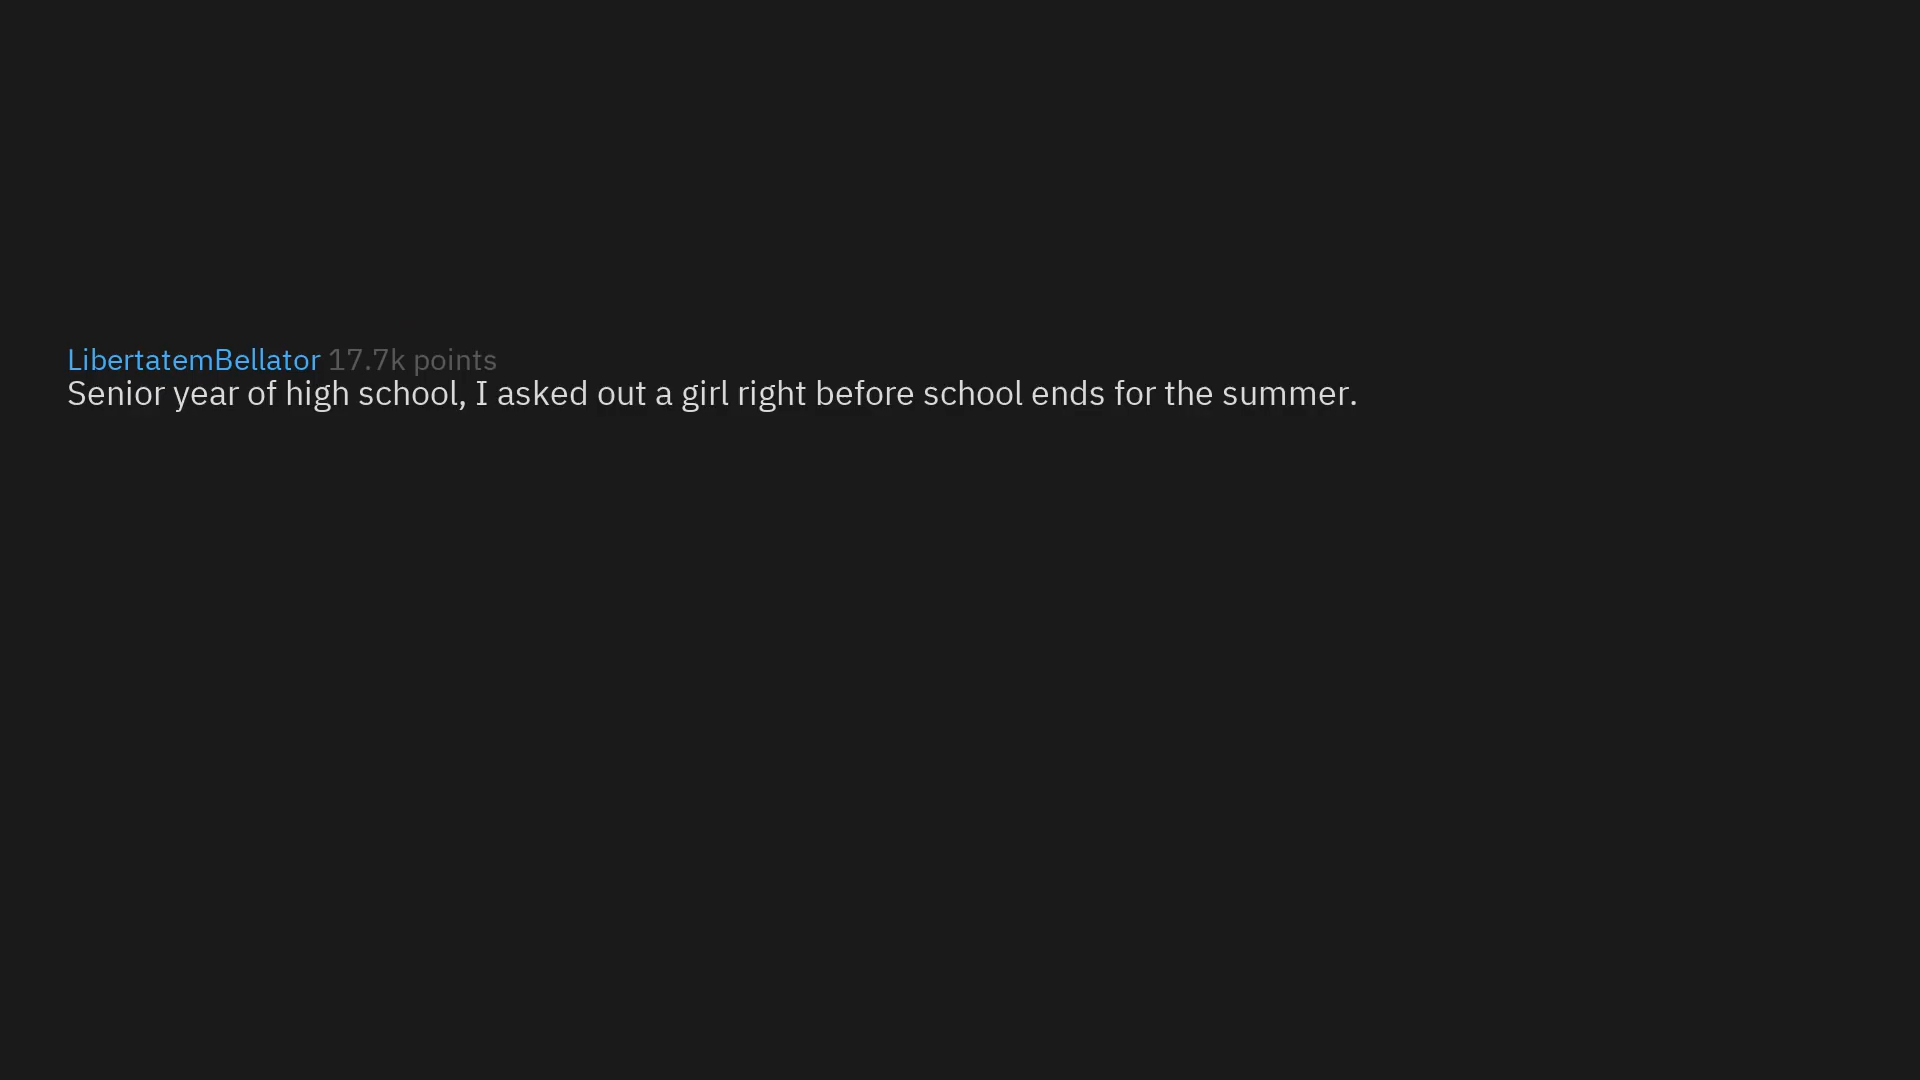 LibertatemBellator 17.7k points
Senior year of high school, I asked out a girl right before school ends for the summer.